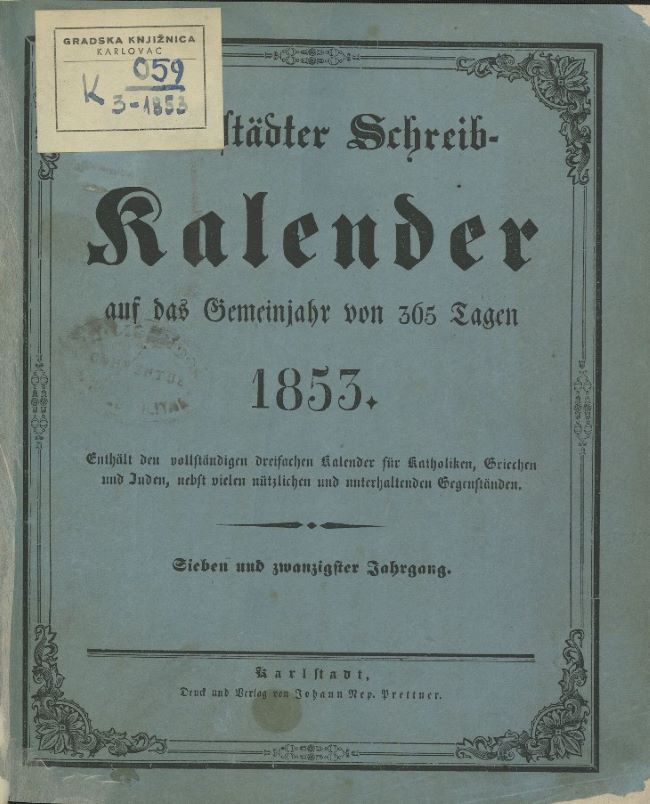 GRADSKA KNJIŽNICA
KARLOVAC
059
K 3-1853
städter Schreib-
Kalender
auf das Gemeinjahr von 365 Tagen
1853.
Enthält den vollständigen dreifachen Kalender für Katholiken, Griechen
und Juden, nebst vielen nützlichen und unterhaltenden Gegenständen.
Sieben und zwanzigster Jahrgang.
Karlstadt,
Druck und Verlag von Johann Nep. Prettner.